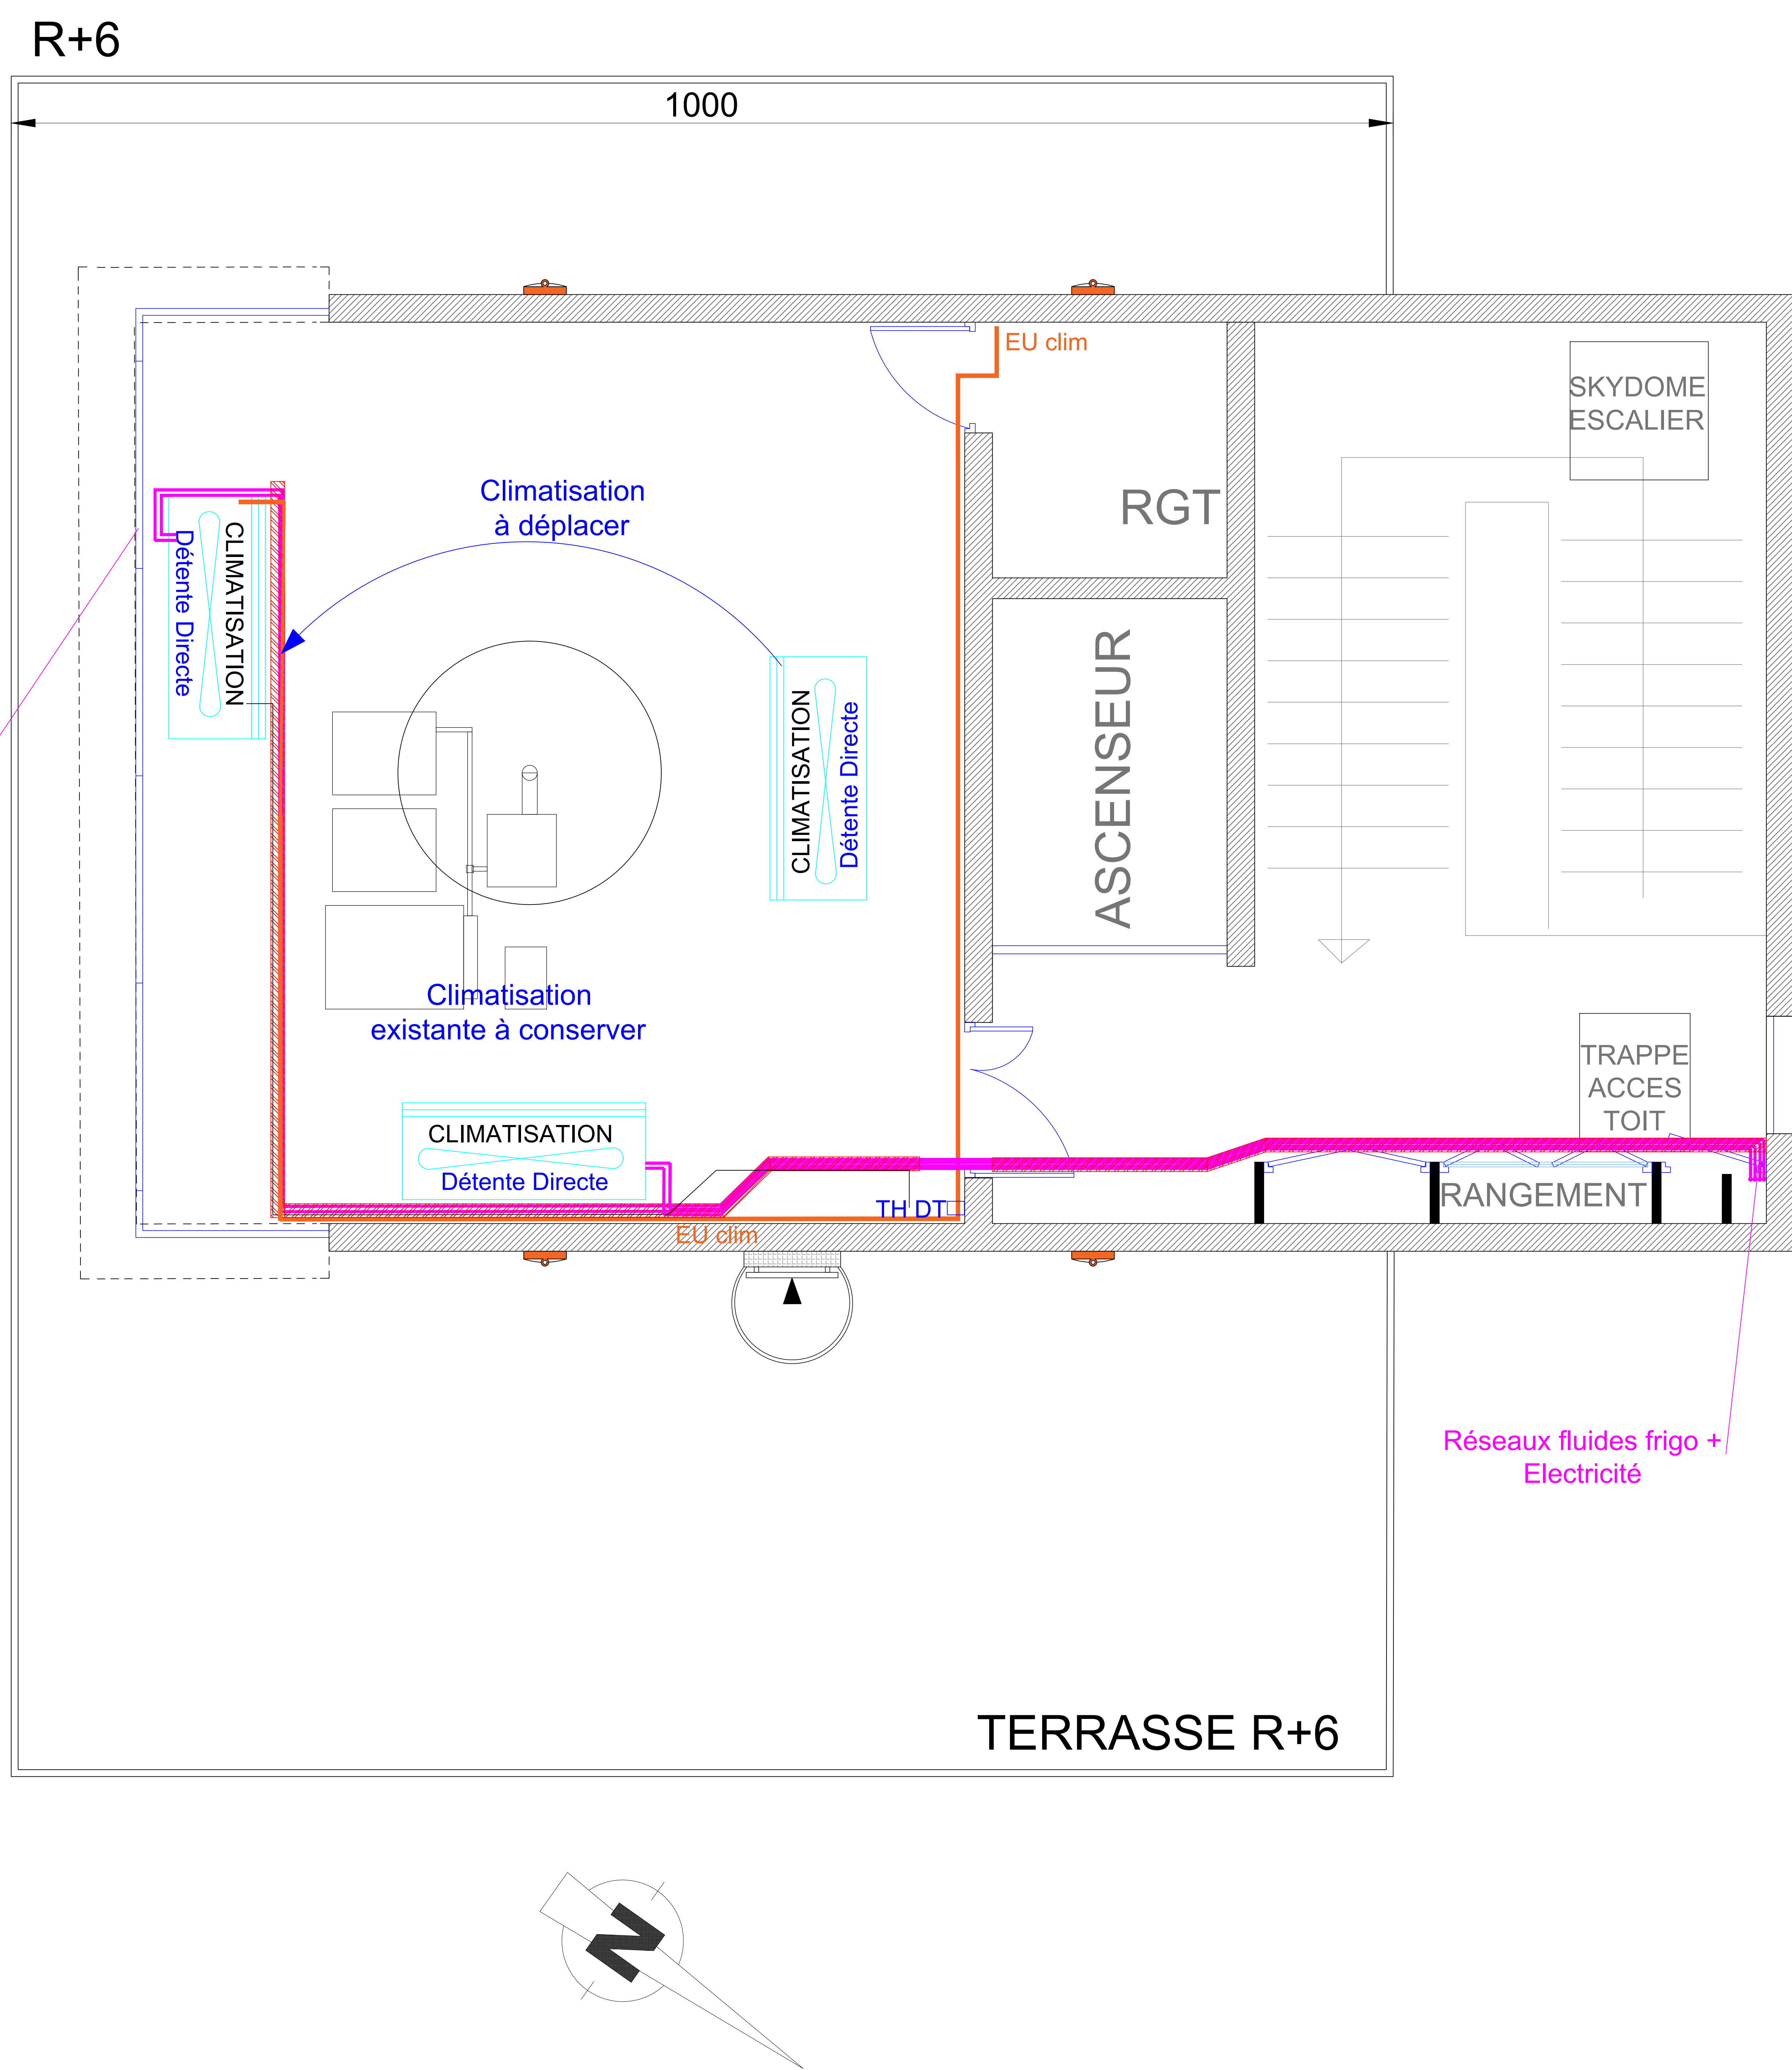 R+6
1000
EU clim
SKYDOME
ESCALIER
Climatisation
à déplacer
RGT
CLIMATISATION
Détente Directe
ASCENSEUR
CLIMATISATION
Détente Directe
Climatisation
existante à conserver
TRAPPE
ACCES
TOIT
CLIMATISATION
Détente Directe
TH DT
RANGEMENT
EU clim
Réseaux fluides frigo +
Electricité
TERRASSE R+6
N